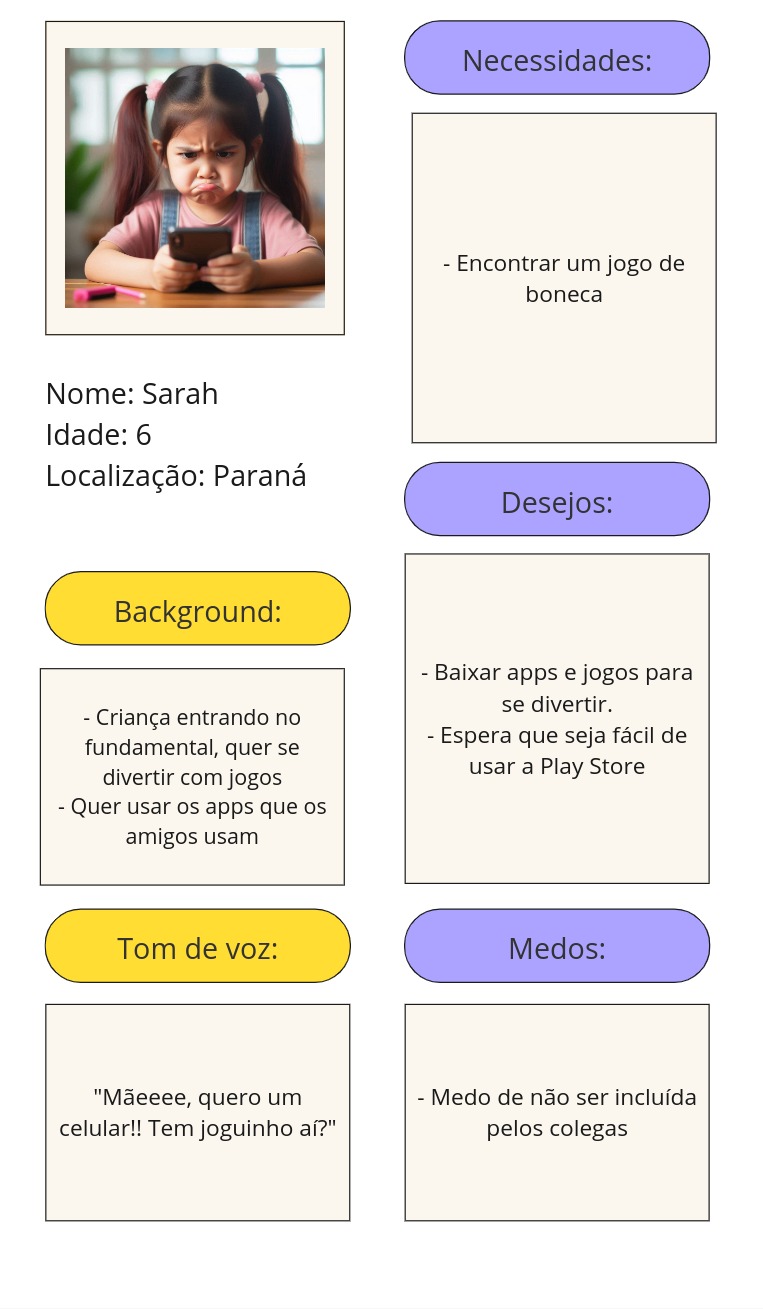 Nome: Sarah
Idade: 6
Localização: Paraná
Background:
- Criança entrando no
fundamental, quer se
divertir com jogos
- Quer usar os apps que os
amigos usam
Tom de voz:
"Mãeeee, quero um
celular!! Tem joguinho aí?"
Necessidades:
- Encontrar um jogo de
boneca
Desejos:
- Baixar apps e jogos para
se divertir.
- Espera que seja fácil de
usar a Play Store
Medos:
- Medo de não ser incluída
pelos colegas